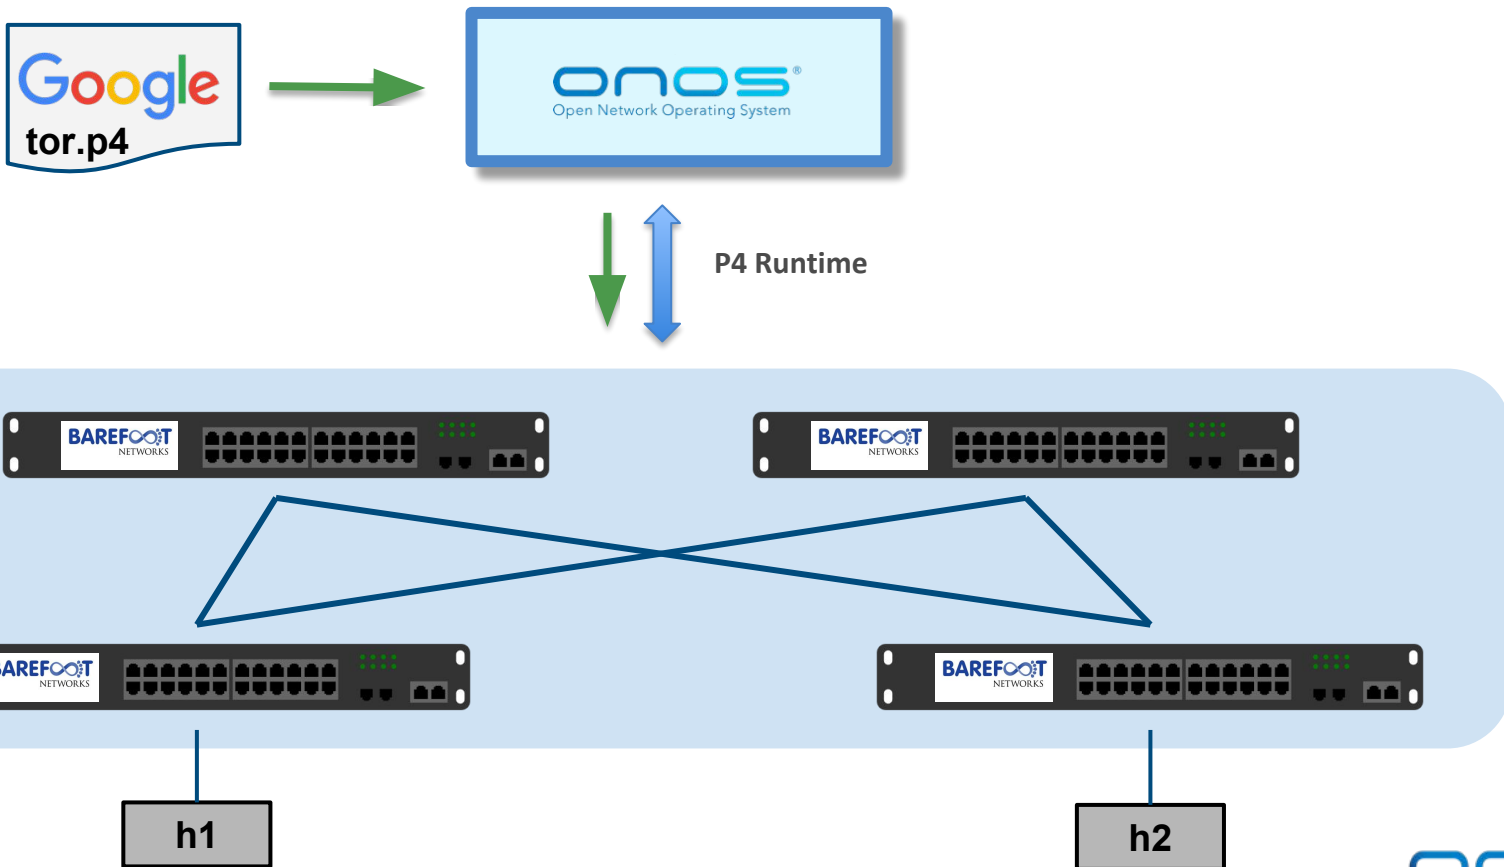 Google
tor.p4
onos®
Open Network Operating System
P4 Runtime
BAREFOOT
NETWORKS
BAREFOOT
NETWORKS
BAREFOOT
NETWORKS
BAREFOOT
NETWORKS
h1
h2